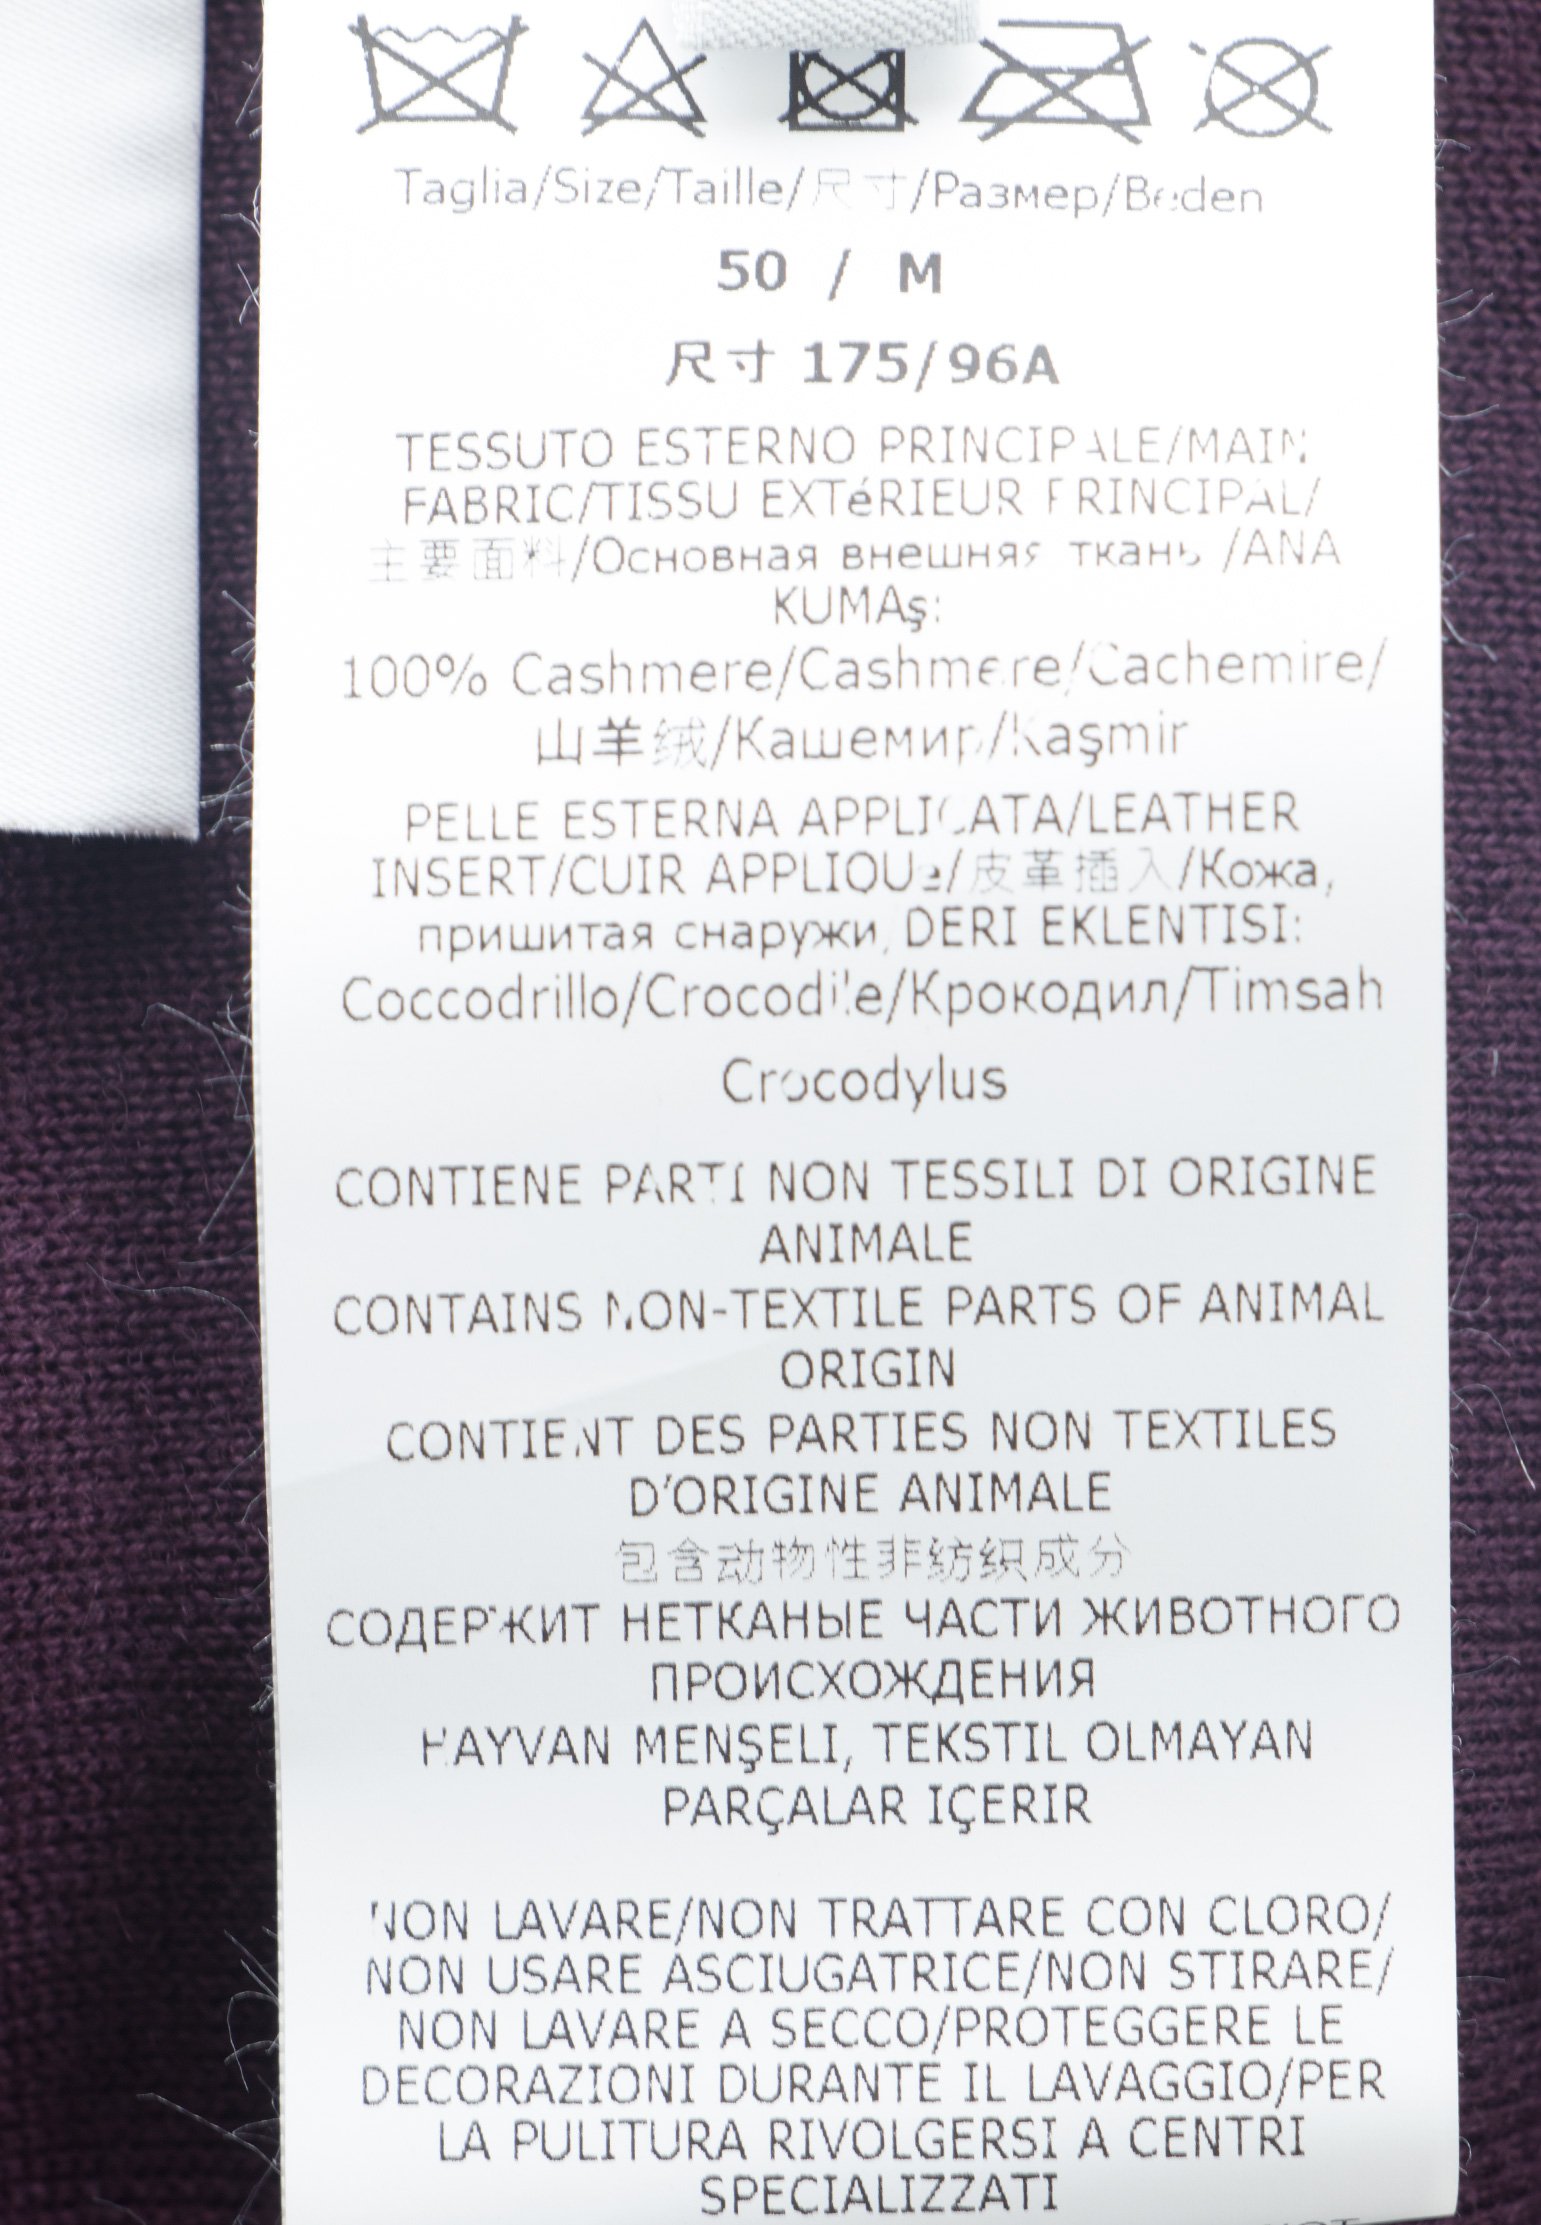 Taglia/Size/Taille/尺寸/Размер/Beden
50 / M
尺寸 175/96A
TESSUTO ESTERNO PRINCIPALE/MAIN
FABRIC/TISSU EXTéRIEUR PRINCIPAL/
主要面料/Основная внешняя ткань /ANA
KUMAş:
100% Cashmere/Cashmere/Cachemire/
山羊绒/Кашемир/Kaşmir
PELLE ESTERNA APPLICATA/LEATHER
INSERT/CUIR APPLIQUé/皮革插入/Кожа,
пришитая снаружи, DERI EKLENTISI:
Coccodrillo/Crocodile/Крокодил/Timsah
Crocodylus
CONTIENE PARTI NON TESSILI DI ORIGINE
ANIMALE
CONTAINS NON-TEXTILE PARTS OF ANIMAL
ORIGIN
CONTIENT DES PARTIES NON TEXTILES
D'ORIGINE ANIMALE
包含动物性非纺织成分
СОДЕРЖИТ НЕТКАНЫЕ ЧАСТИ ЖИВОТНОГО
ПРОИСХОЖДЕНИЯ
HAYVAN MENŞELI, TEKSTIL OLMAYAN
PARÇALAR IÇERIR
NON LAVARE/NON TRATTARE CON CLORO/
NON USARE ASCIUGATRICE/NON STIRARE/
NON LAVARE A SECCO/PROTEGGERE LE
DECORAZIONI DURANTE IL LAVAGGIO/PER
LA PULITURA RIVOLGERSI A CENTRI
SPECIALIZZATI